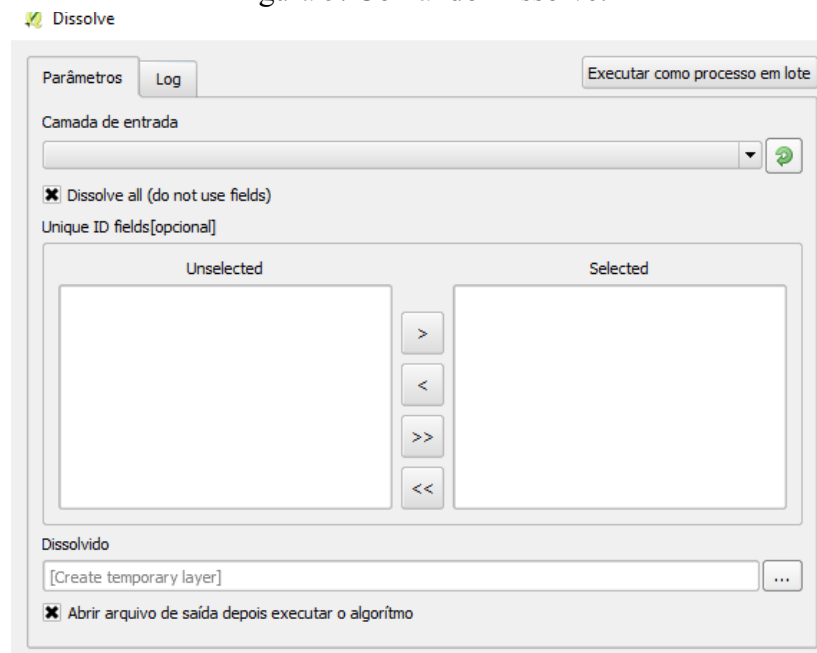 Dissolve
Parâmetros Log Executar como processo em lote
Camada de entrada
Dissolve all (do not use fields)
Unique ID fields[opcional]
Unselected Selected
>
<
>>
<<
Dissolvido
[Create temporary layer] ...
Abrir arquivo de saída depois executar o algorítmo